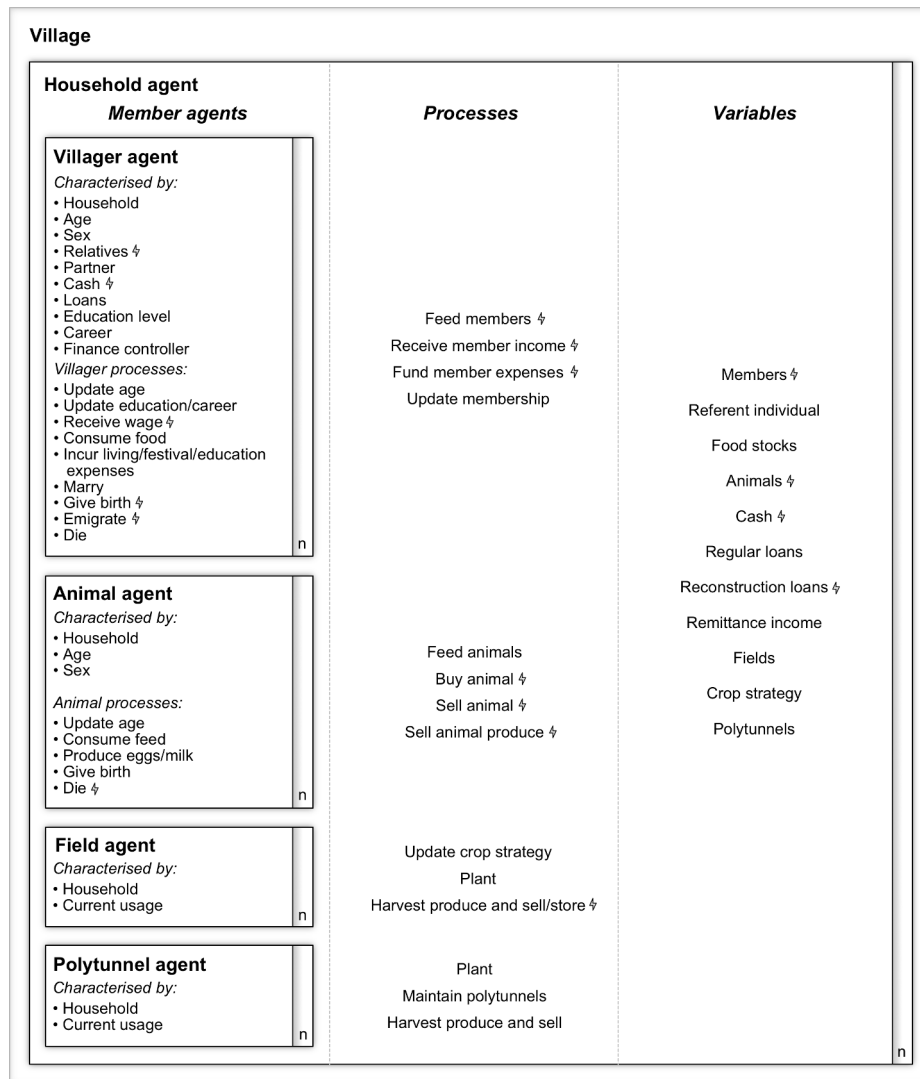 Village
Household agent
Member agents
Processes
Variables
Villager agent
Characterised by:
• Household
• Age
• Sex
• Relatives ϟ
• Partner
• Cash ϟ
• Loans
• Education level
• Career
• Finance controller
Villager processes:
• Update age
• Update education/career
• Receive wage ϟ
• Consume food
• Incur living/festival/education
expenses
• Marry
• Give birth ϟ
• Emigrate ϟ
• Die
n
Animal agent
Characterised by:
• Household
• Age
• Sex
Animal processes:
• Update age
• Consume feed
• Produce eggs/milk
• Give birth
• Die ϟ
n
Field agent
Characterised by:
• Household
• Current usage
n
Polytunnel agent
Characterised by:
• Household
• Current usage
n
Feed members ϟ
Receive member income ϟ
Fund member expenses ϟ
Update membership
Feed animals
Buy animal ϟ
Sell animal ϟ
Sell animal produce ϟ
Update crop strategy
Plant
Harvest produce and sell/store ϟ
Plant
Maintain polytunnels
Harvest produce and sell
Members ϟ
Referent individual
Food stocks
Animals ϟ
Cash ϟ
Regular loans
Reconstruction loans ϟ
Remittance income
Fields
Crop strategy
Polytunnels
n